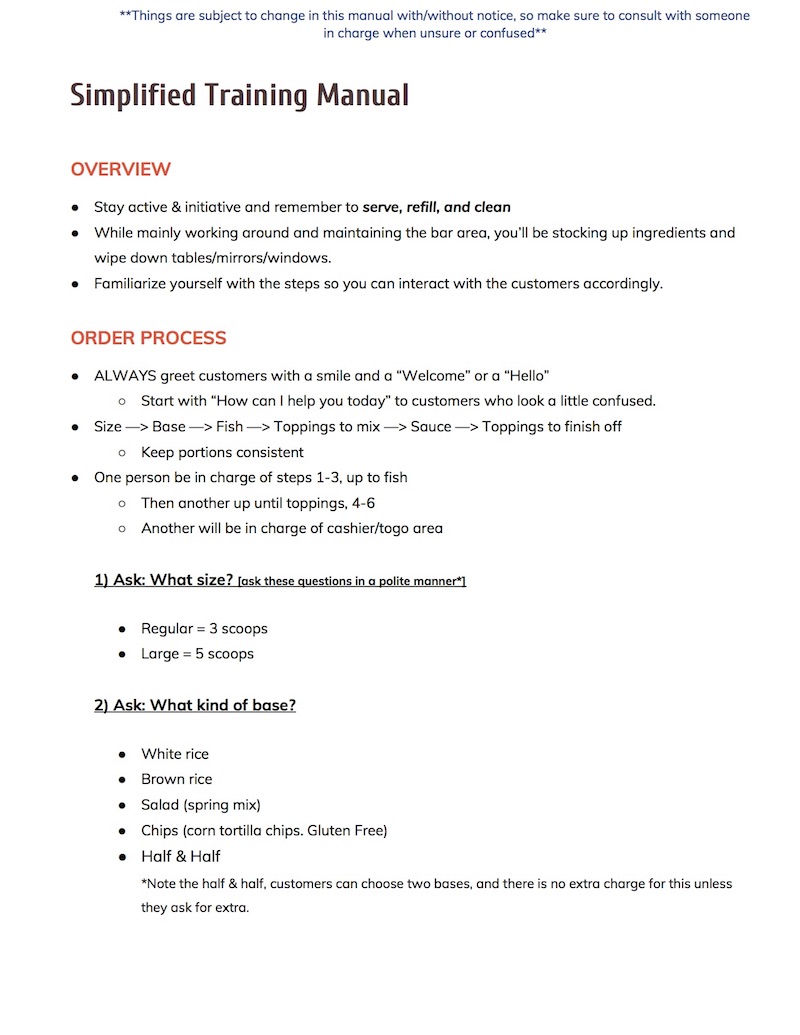 **Things are subject to change in this manual with/without notice, so make sure to consult with someone
in charge when unsure or confused**
Simplified Training Manual
OVERVIEW
● Stay active & initiative and remember to serve, refill, and clean
● While mainly working around and maintaining the bar area, you’ll be stocking up ingredients and
wipe down tables/mirrors/windows.
● Familiarize yourself with the steps so you can interact with the customers accordingly.
ORDER PROCESS
● ALWAYS greet customers with a smile and a “Welcome” or a “Hello”
○ Start with “How can I help you today” to customers who look a little confused.
● Size —> Base —> Fish —> Toppings to mix —> Sauce —> Toppings to finish off
○ Keep portions consistent
● One person be in charge of steps 1-3, up to fish
○ Then another up until toppings, 4-6
○ Another will be in charge of cashier/togo area
1) Ask: What size? [ask these questions in a polite manner*]
● Regular = 3 scoops
● Large = 5 scoops
2) Ask: What kind of base?
● White rice
● Brown rice
● Salad (spring mix)
● Chips (corn tortilla chips. Gluten Free)
● Half & Half
*Note the half & half, customers can choose two bases, and there is no extra charge for this unless
they ask for extra.